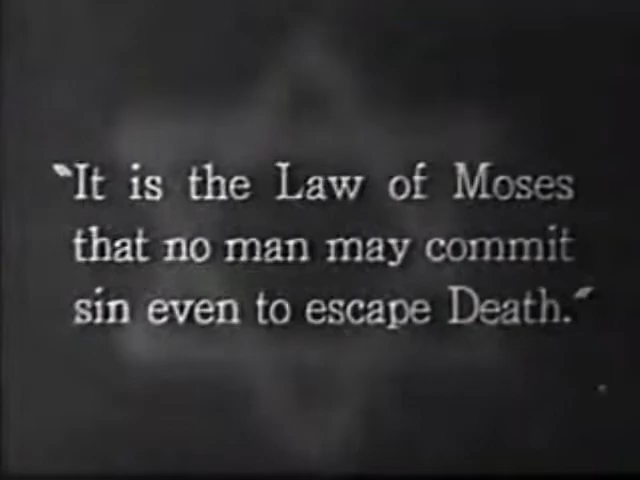 "It is the Law of Moses
that no man may commit
sin even to escape Death."